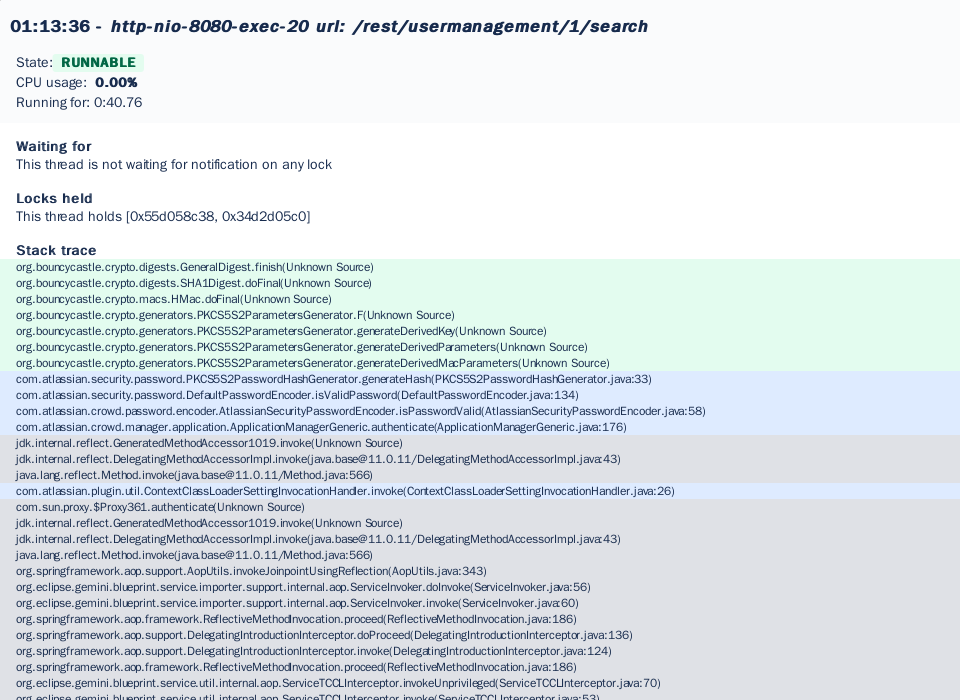 01:13:36 - http-nio-8080-exec-20 url: /rest/usermanagement/1/search
State: RUNNABLE
CPU usage: 0.00%
Running for: 0:40.76
Waiting for
This thread is not waiting for notification on any lock
Locks held
This thread holds [0x55d058c38, 0x34d2d05c0]
Stack trace
org.bouncycastle.crypto.digests.GeneralDigest.finish(Unknown Source)
org.bouncycastle.crypto.digests.SHA1Digest.doFinal(Unknown Source)
org.bouncycastle.crypto.macs.HMac.doFinal(Unknown Source)
org.bouncycastle.crypto.generators.PKCS5S2ParametersGenerator.F(Unknown Source)
org.bouncycastle.crypto.generators.PKCS5S2ParametersGenerator.generateDerivedKey(Unknown Source)
org.bouncycastle.crypto.generators.PKCS5S2ParametersGenerator.generateDerivedParameters(Unknown Source)
org.bouncycastle.crypto.generators.PKCS5S2ParametersGenerator.generateDerivedMacParameters(Unknown Source)
com.atlassian.security.password.PKCS5S2PasswordHashGenerator.generateHash(PKCS5S2PasswordHashGenerator.java:33)
com.atlassian.security.password.DefaultPasswordEncoder.isValidPassword(DefaultPasswordEncoder.java:134)
com.atlassian.crowd.password.encoder.AtlassianSecurityPasswordEncoder.isPasswordValid(AtlassianSecurityPasswordEncoder.java:58)
com.atlassian.crowd.manager.application.ApplicationManagerGeneric.authenticate(ApplicationManagerGeneric.java:176)
jdk.internal.reflect.GeneratedMethodAccessor1019.invoke(Unknown Source)
jdk.internal.reflect.DelegatingMethodAccessorImpl.invoke(java.base@11.0.11/DelegatingMethodAccessorImpl.java:43)
java.lang.reflect.Method.invoke(java.base@11.0.11/Method.java:566)
com.atlassian.plugin.util.ContextClassLoaderSettingInvocationHandler.invoke(ContextClassLoaderSettingInvocationHandler.java:26)
com.sun.proxy.$Proxy361.authenticate(Unknown Source)
jdk.internal.reflect.GeneratedMethodAccessor1019.invoke(Unknown Source)
jdk.internal.reflect.DelegatingMethodAccessorImpl.invoke(java.base@11.0.11/DelegatingMethodAccessorImpl.java:43)
java.lang.reflect.Method.invoke(java.base@11.0.11/Method.java:566)
org.springframework.aop.support.AopUtils.invokeJoinpointUsingReflection(AopUtils.java:343)
org.eclipse.gemini.blueprint.service.importer.support.internal.aop.ServiceInvoker.doInvoke(ServiceInvoker.java:56)
org.eclipse.gemini.blueprint.service.importer.support.internal.aop.ServiceInvoker.invoke(ServiceInvoker.java:60)
org.springframework.aop.framework.ReflectiveMethodInvocation.proceed(ReflectiveMethodInvocation.java:186)
org.springframework.aop.support.DelegatingIntroductionInterceptor.doProceed(DelegatingIntroductionInterceptor.java:136)
org.springframework.aop.support.DelegatingIntroductionInterceptor.invoke(DelegatingIntroductionInterceptor.java:124)
org.springframework.aop.framework.ReflectiveMethodInvocation.proceed(ReflectiveMethodInvocation.java:186)
org.eclipse.gemini.blueprint.service.util.internal.aop.ServiceTCCLInterceptor.invokeUnprivileged(ServiceTCCLInterceptor.java:70)
org.eclipse.gemini.blueprint.service.util.internal.aop.ServiceTCCLInterceptor.invoke(ServiceTCCLInterceptor.java:53)